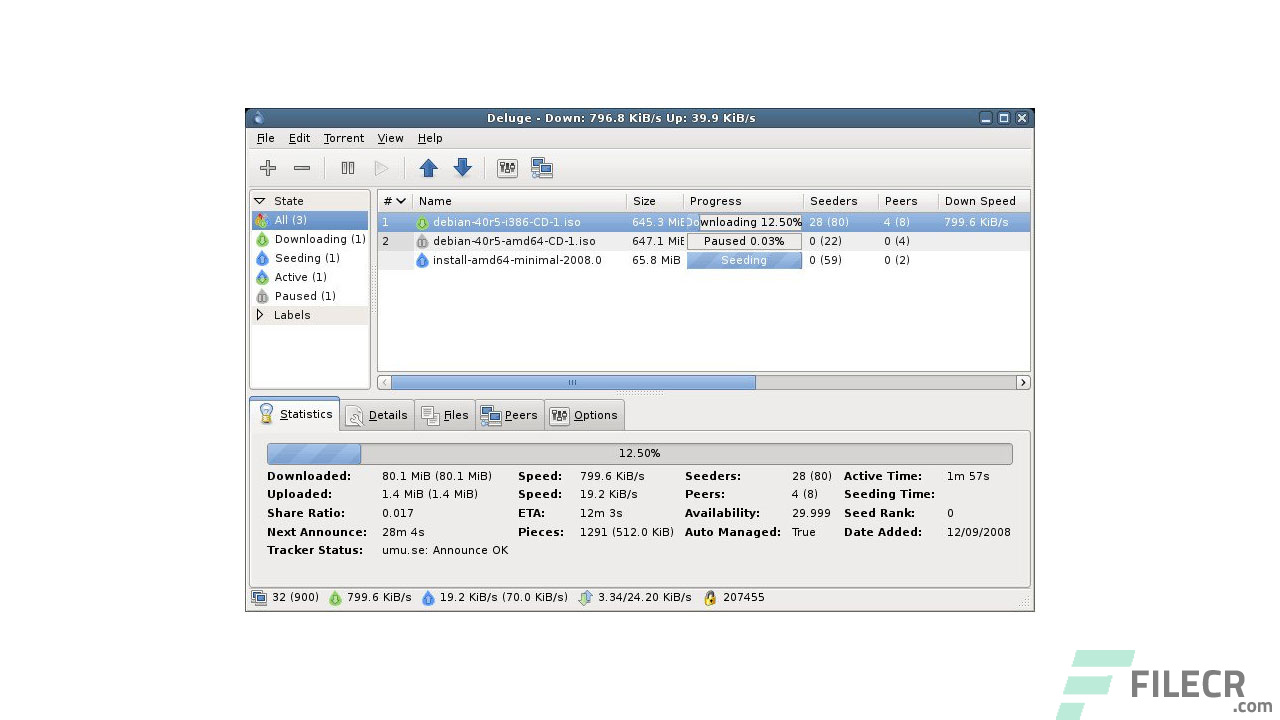 Deluge - Down: 796.8 KiB/s Up: 39.9 KiB/s
File Edit Torrent View Help
State
All (3)
Downloading (1)
Seeding (1)
Active (1)
Paused (1)
Labels
# Name Size Progress Seeders Peers Down Speed
1 debian-40r5-i386-CD-1.iso 645.3 MiB Downloading 12.50% 28 (80) 4 (8) 799.6 KiB/s
2 debian-40r5-amd64-CD-1.iso 647.1 MiB Paused 0.03% 0 (22) 0 (4)
install-amd64-minimal-2008.0 65.8 MiB Seeding 0 (59) 0 (2)
Statistics Details Files Peers Options
12.50%
Downloaded: 80.1 MiB (80.1 MiB) Speed: 799.6 KiB/s Seeders: 28 (80) Active Time: 1m 57s
Uploaded: 1.4 MiB (1.4 MiB) Speed: 19.2 KiB/s Peers: 4 (8) Seeding Time:
Share Ratio: 0.017 ETA: 12m 3s Availability: 29.999 Seed Rank: 0
Next Announce: 28m 4s Pieces: 1291 (512.0 KiB) Auto Managed: True Date Added: 12/09/2008
Tracker Status: umu.se: Announce OK
32 (900) 799.6 KiB/s 19.2 KiB/s (70.0 KiB/s) 3.34/24.20 KiB/s 207455
FILECR
.com